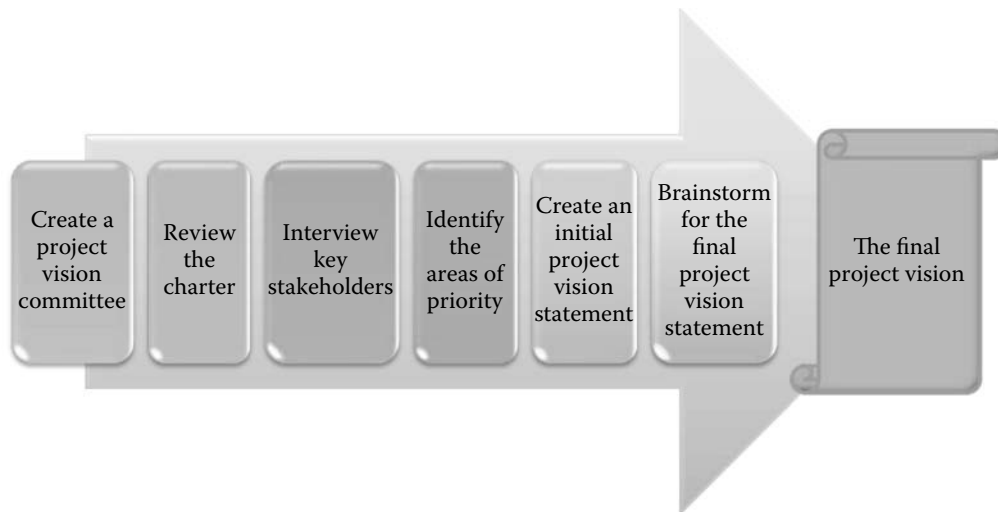 Create a
project
vision
committee
Review
the
charter
Interview
key
stakeholders
Identify
the
areas of
priority
Create an
initial
project
vision
statement
Brainstorm
for the
final
project
vision
statement
The final
project vision